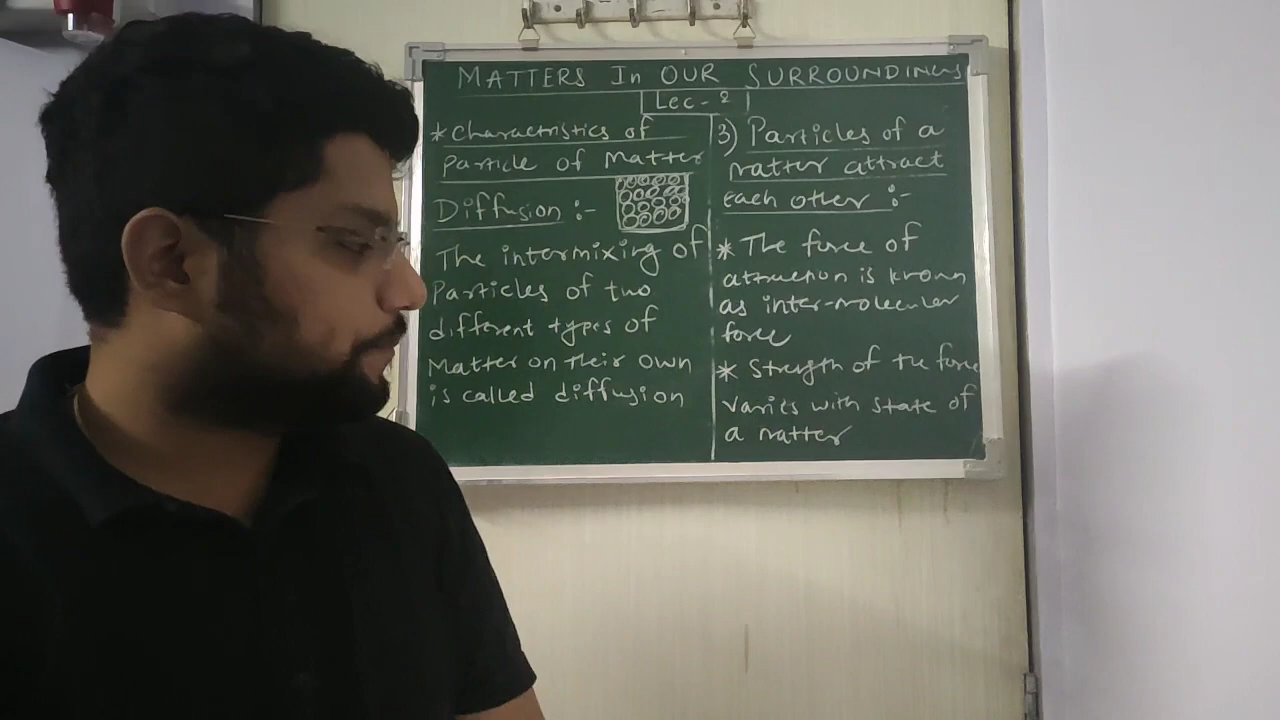 MATTERS In OUR SURROUNDINGS
Lec - 2
* Charactristics of
Particle of Matter
Diffusion :-
The intermixing of
Particles of two
different types of
Matter on their own
is called diffusion
3) Particles of a
matter attract
each other :-
* The force of
attraction is known
as inter-molecular
force
* Strength of the force
varies with state of
a matter